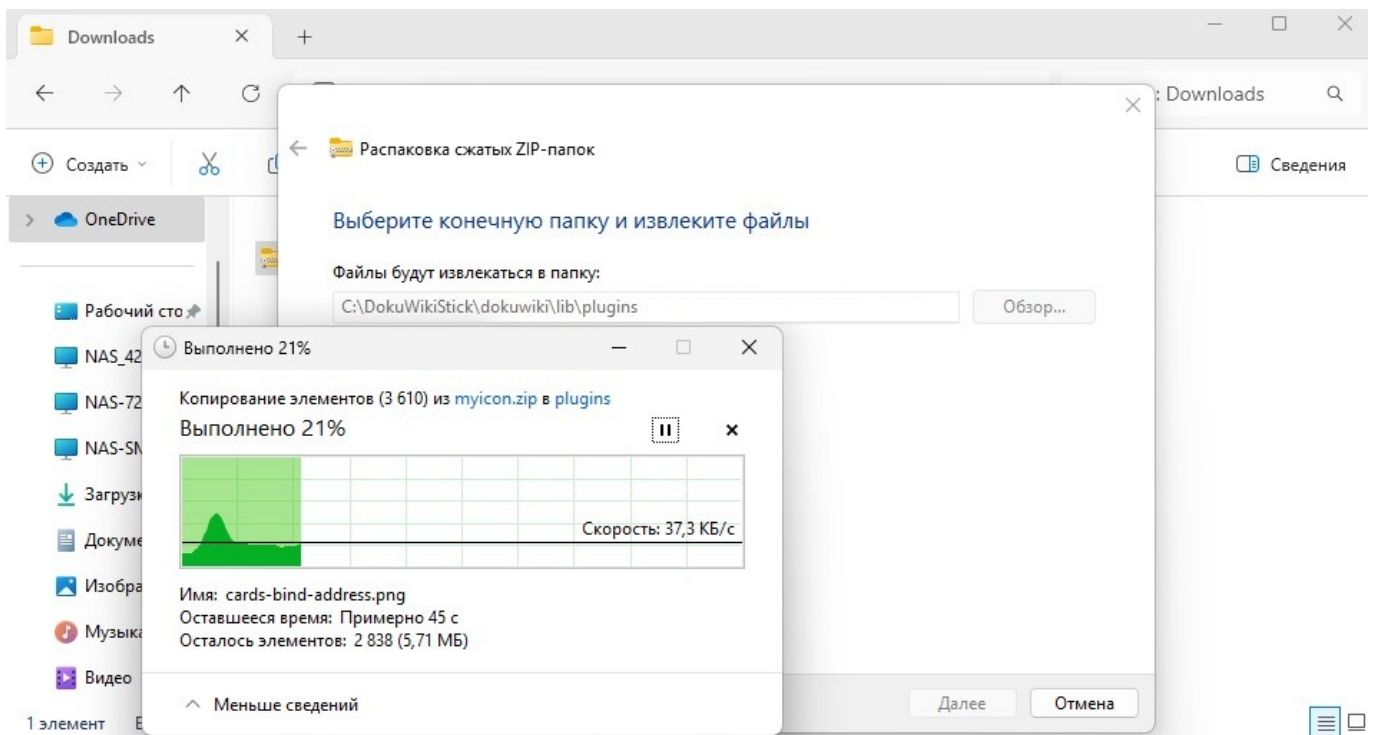 Downloads
: Downloads
Создать
Сведения
Распаковка сжатых ZIP-папок
OneDrive
Выберите конечную папку и извлеките файлы
Файлы будут извлекаться в папку:
C:\DokuWikiStick\dokuwiki\lib\plugins
Обзор...
Рабочий сто
NAS_42
NAS-72
NAS-SM
Загрузк
Докуме
Изобра
Музыка
Видео
1 элемент
Выполнено 21%
Копирование элементов (3 610) из myicon.zip в plugins
Выполнено 21%
Скорость: 37,3 КБ/с
Имя: cards-bind-address.png
Оставшееся время: Примерно 45 с
Осталось элементов: 2 838 (5,71 МБ)
Меньше сведений
Далее
Отмена